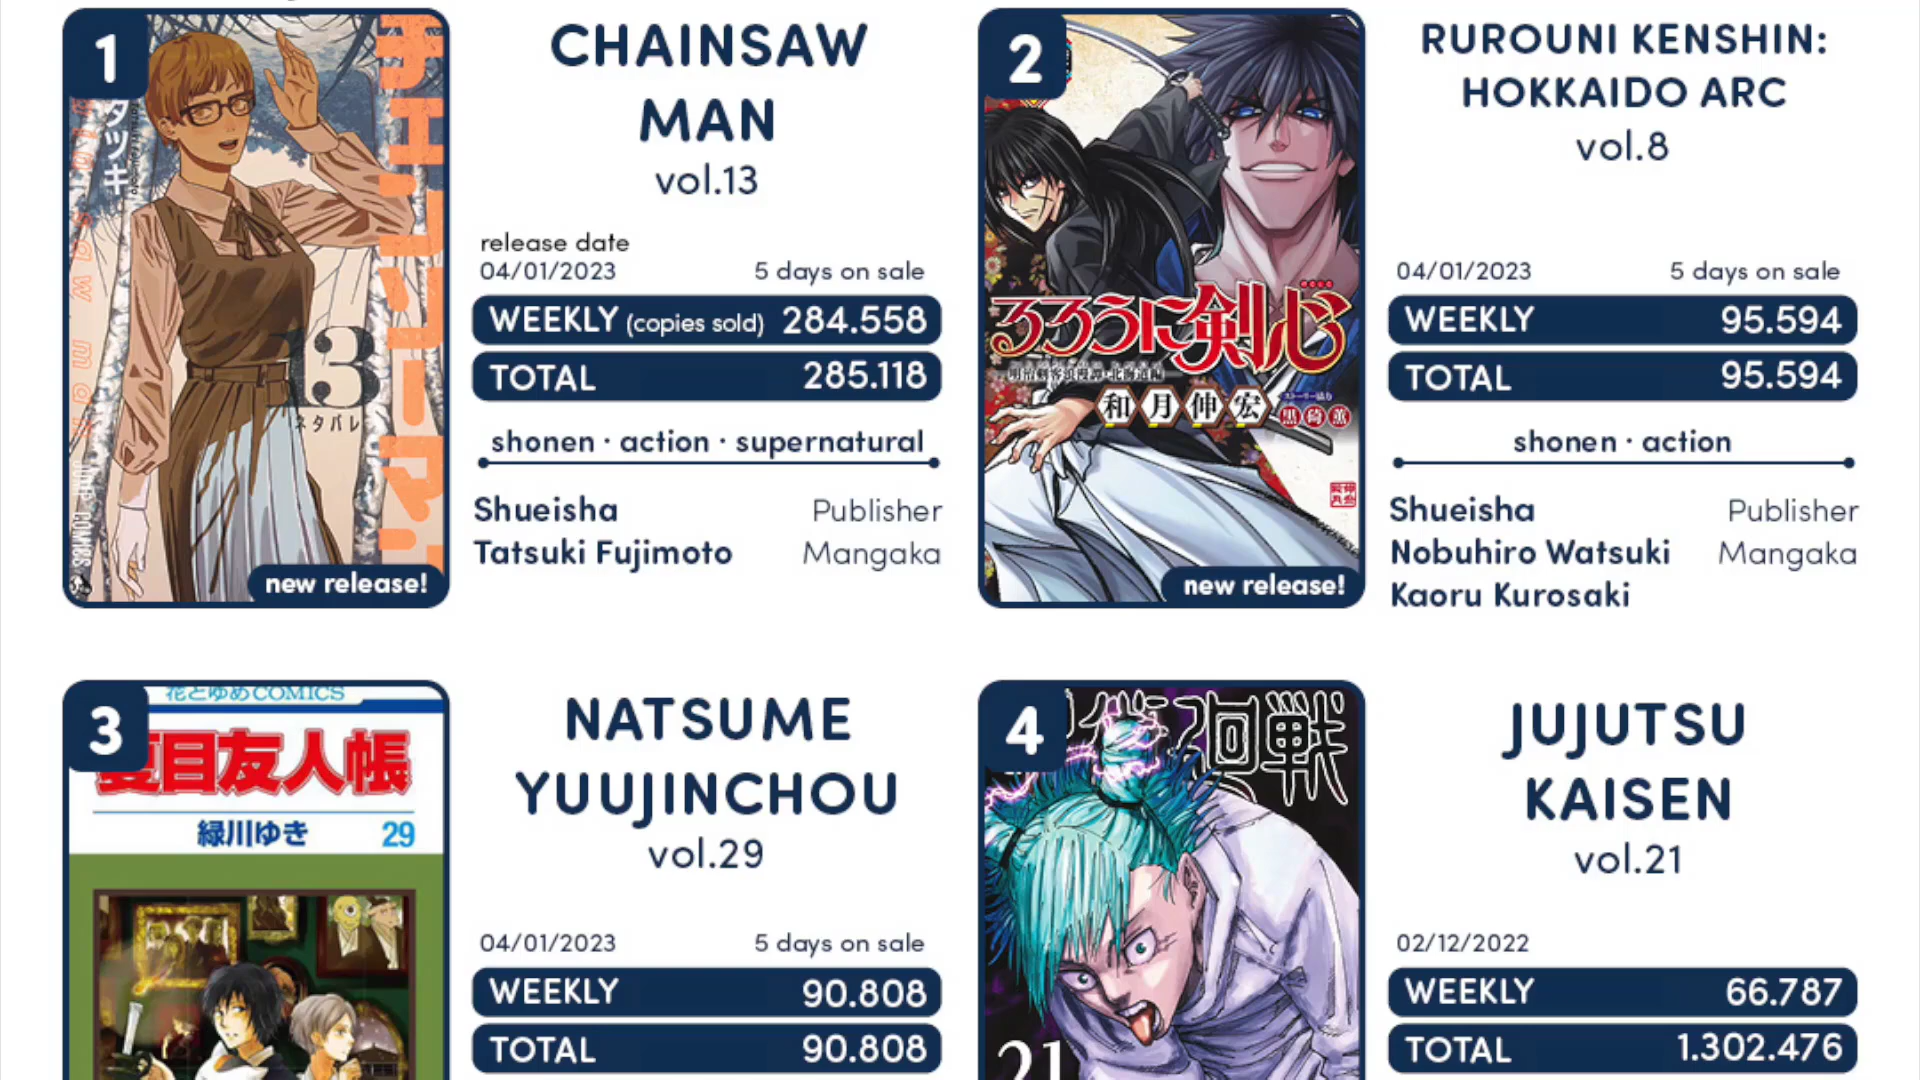 1
CHAINSAW
MAN
vol.13
release date
04/01/2023 5 days on sale
WEEKLY (copies sold) 284.558
TOTAL 285.118
shonen · action · supernatural
Shueisha Publisher
Tatsuki Fujimoto Mangaka
タツキ
13
ネタバレ
JUMP COMICS
new release!
2
RUROUNI KENSHIN:
HOKKAIDO ARC
vol.8
04/01/2023 5 days on sale
WEEKLY 95.594
TOTAL 95.594
shonen · action
Shueisha Publisher
Nobuhiro Watsuki Mangaka
Kaoru Kurosaki
るろうに剣心
和月伸宏
黒碕薫
new release!
3
花とゆめCOMICS
夏目友人帳
緑川ゆき 29
NATSUME
YUUJINCHOU
vol.29
04/01/2023 5 days on sale
WEEKLY 90.808
TOTAL 90.808
4
廻戦
21
JUJUTSU
KAISEN
vol.21
02/12/2022
WEEKLY 66.787
TOTAL 1.302.476